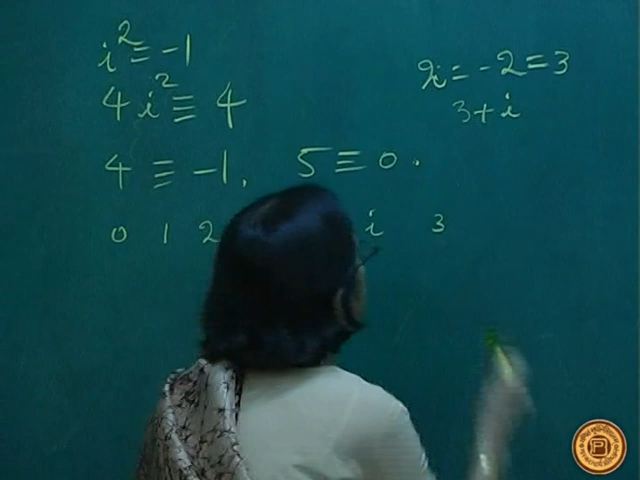 i² ≡ -1
4i² ≡ 4
4 ≡ -1, 5 ≡ 0.
0 1 2 i 3
2i = -2 = 3
3+i